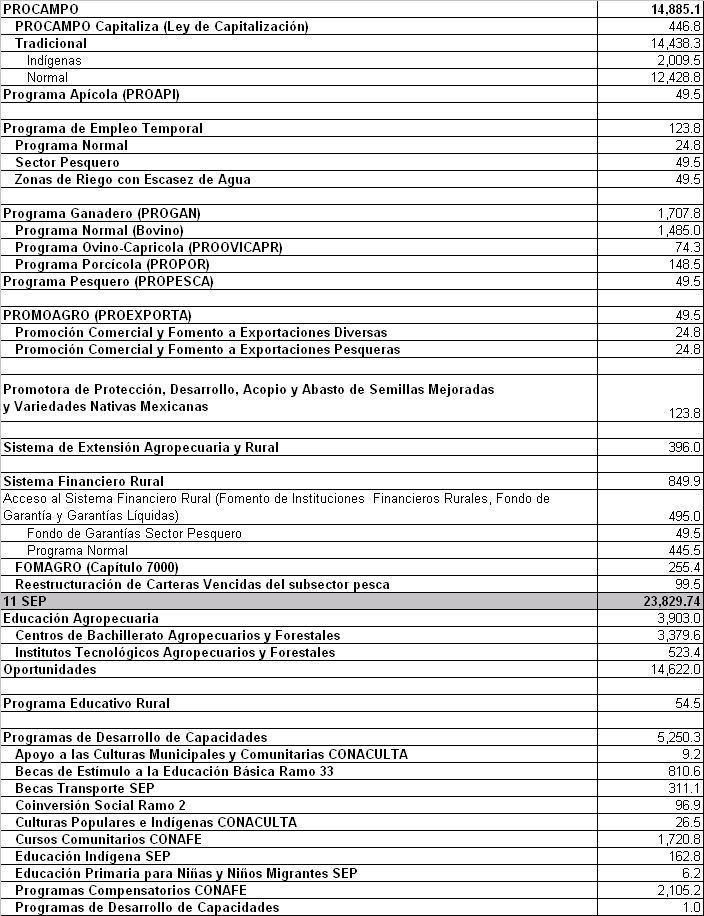 PROCAMPO 14,885.1
PROCAMPO Capitaliza (Ley de Capitalización) 446.8
Tradicional 14,438.3
Indígenas 2,009.5
Normal 12,428.8
Programa Apícola (PROAPI) 49.5
Programa de Empleo Temporal 123.8
Programa Normal 24.8
Sector Pesquero 49.5
Zonas de Riego con Escasez de Agua 49.5
Programa Ganadero (PROGAN) 1,707.8
Programa Normal (Bovino) 1,485.0
Programa Ovino-Capricola (PROOVICAPR) 74.3
Programa Porcícola (PROPOR) 148.5
Programa Pesquero (PROPESCA) 49.5
PROMOAGRO (PROEXPORTA) 49.5
Promoción Comercial y Fomento a Exportaciones Diversas 24.8
Promoción Comercial y Fomento a Exportaciones Pesqueras 24.8
Promotora de Protección, Desarrollo, Acopio y Abasto de Semillas Mejoradas
y Variedades Nativas Mexicanas 123.8
Sistema de Extensión Agropecuaria y Rural 396.0
Sistema Financiero Rural 849.9
Acceso al Sistema Financiero Rural (Fomento de Instituciones Financieros Rurales, Fondo de
Garantía y Garantías Líquidas) 495.0
Fondo de Garantías Sector Pesquero 49.5
Programa Normal 445.5
FOMAGRO (Capítulo 7000) 255.4
Reestructuración de Carteras Vencidas del subsector pesca 99.5
11 SEP 23,829.74
Educación Agropecuaria 3,903.0
Centros de Bachillerato Agropecuarios y Forestales 3,379.6
Institutos Tecnológicos Agropecuarios y Forestales 523.4
Oportunidades 14,622.0
Programa Educativo Rural 54.5
Programas de Desarrollo de Capacidades 5,250.3
Apoyo a las Culturas Municipales y Comunitarias CONACULTA 9.2
Becas de Estímulo a la Educación Básica Ramo 33 810.6
Becas Transporte SEP 311.1
Coinversión Social Ramo 2 96.9
Culturas Populares e Indígenas CONACULTA 26.5
Cursos Comunitarios CONAFE 1,720.8
Educación Indígena SEP 162.8
Educación Primaria para Niñas y Niños Migrantes SEP 6.2
Programas Compensatorios CONAFE 2,105.2
Programas de Desarrollo de Capacidades 1.0